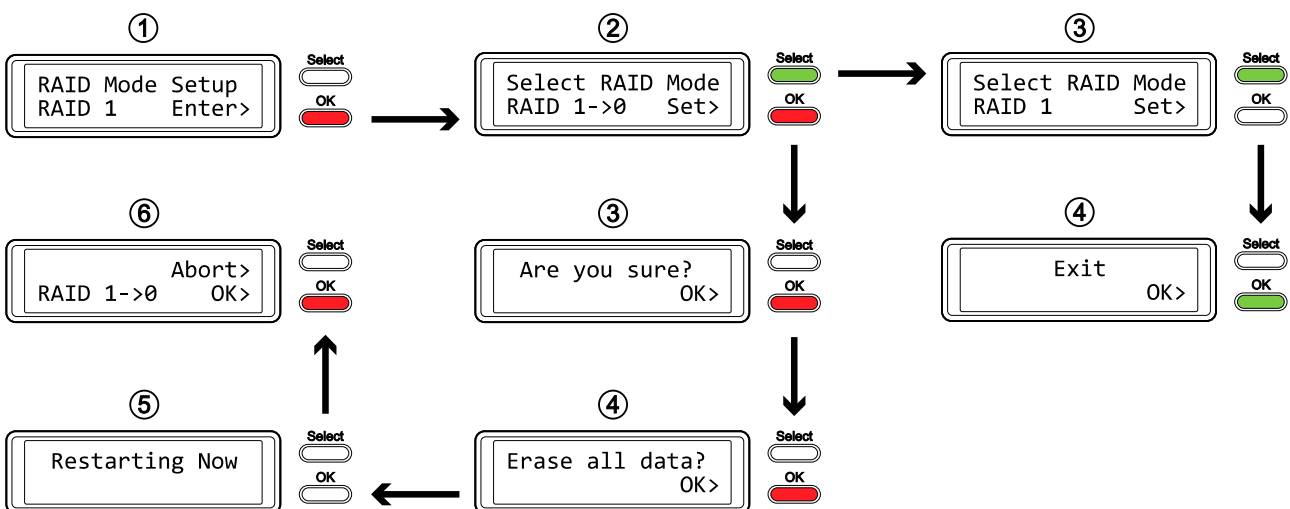 ①
RAID Mode Setup
RAID 1 Enter>
Select
OK
②
Select RAID Mode
RAID 1->0 Set>
Select
OK
③
Select RAID Mode
RAID 1 Set>
Select
OK
⑥
Abort>
RAID 1->0 OK>
Select
OK
③
Are you sure?
OK>
Select
OK
④
Exit
OK>
Select
OK
⑤
Restarting Now
Select
OK
④
Erase all data?
OK>
Select
OK